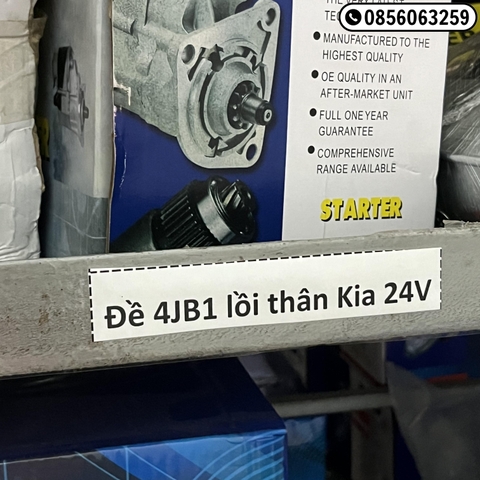 0856063259
MANUFACTURED TO THE
HIGHEST QUALITY
OE QUALITY IN AN
AFTER-MARKET UNIT
FULL ONE YEAR
GUARANTEE
COMPREHENSIVE
RANGE AVAILABLE
STARTER
Đề 4JB1 lồi thân Kia 24V